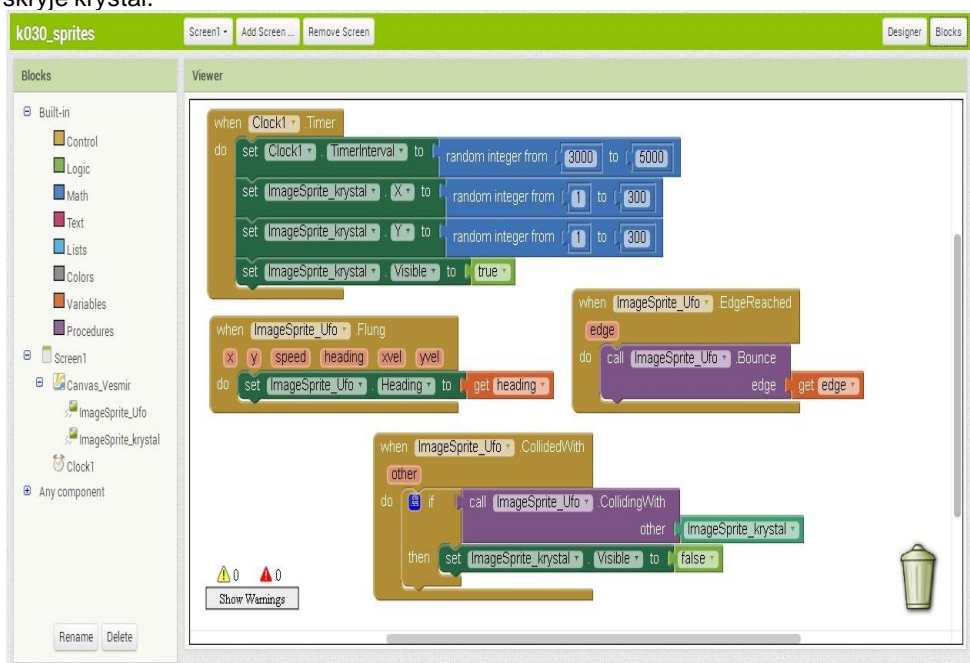 skryje krystal.
k030_sprites
Screen1
Add Screen ...
Remove Screen
Designer
Blocks
Blocks
Viewer
Built-in
Control
Logic
Math
Text
Lists
Colors
Variables
Procedures
Screen1
Canvas_Vesmir
ImageSprite_Ufo
ImageSprite_krystal
Clock1
Any component
Rename
Delete
when Clock1 .Timer
do set Clock1 . TimerInterval to random integer from 3000 to 5000
set ImageSprite_krystal . X to random integer from 1 to 300
set ImageSprite_krystal . Y to random integer from 1 to 300
set ImageSprite_krystal . Visible to true
when ImageSprite_Ufo .Flung
x y speed heading xvel yvel
do set ImageSprite_Ufo . Heading to get heading
when ImageSprite_Ufo .EdgeReached
edge
do call ImageSprite_Ufo .Bounce
edge get edge
when ImageSprite_Ufo .CollidedWith
other
do if call ImageSprite_Ufo .CollidingWith
other ImageSprite_krystal
then set ImageSprite_krystal . Visible to false
0 0
Show Warnings